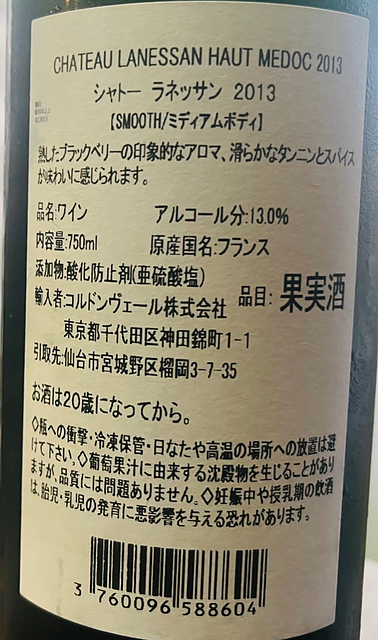 CHATEAU LANESSAN HAUT MEDOC 2013
シャトー ラネッサン 2013
【SMOOTH/ミディアムボディ】
熟したブラックベリーの印象的なアロマ、滑らかなタンニンとスパイス
が味わいに感じられます。
品名:ワイン アルコール分:13.0%
内容量:750ml 原産国名:フランス
添加物:酸化防止剤(亜硫酸塩)
輸入者:コルドンヴェール株式会社 品目: 果実酒
東京都千代田区神田錦町1-1
引取先:仙台市宮城野区榴岡3-7-35
お酒は20歳になってから。
◇瓶への衝撃・冷凍保管・日なたや高温の場所への放置は避
けて下さい。◇葡萄果汁に由来する沈殿物を生じることがあり
ますが、品質には問題ありません。◇妊娠中や授乳期の飲酒
は、胎児・乳児の発育に悪影響を与える恐れがあります。
3 760096 588604